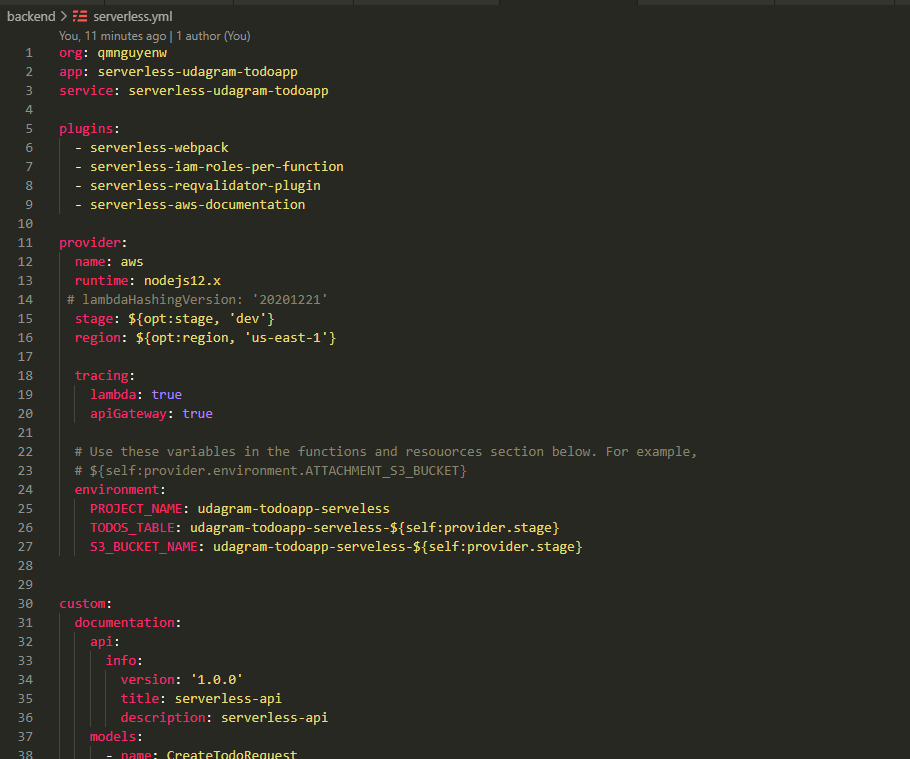 backend > serverless.yml
You, 11 minutes ago | 1 author (You)
1 org: qmnguyenw
2 app: serverless-udagram-todoapp
3 service: serverless-udagram-todoapp
4
5 plugins:
6   - serverless-webpack
7   - serverless-iam-roles-per-function
8   - serverless-reqvalidator-plugin
9   - serverless-aws-documentation
10
11 provider:
12   name: aws
13   runtime: nodejs12.x
14  # lambdaHashingVersion: '20201221'
15   stage: ${opt:stage, 'dev'}
16   region: ${opt:region, 'us-east-1'}
17
18   tracing:
19     lambda: true
20     apiGateway: true
21
22   # Use these variables in the functions and resouorces section below. For example,
23   # ${self:provider.environment.ATTACHMENT_S3_BUCKET}
24   environment:
25     PROJECT_NAME: udagram-todoapp-serveless
26     TODOS_TABLE: udagram-todoapp-serveless-${self:provider.stage}
27     S3_BUCKET_NAME: udagram-todoapp-serveless-${self:provider.stage}
28
29
30 custom:
31   documentation:
32     api:
33       info:
34         version: '1.0.0'
35         title: serverless-api
36         description: serverless-api
37     models:
38       - name: CreateTodoRequest